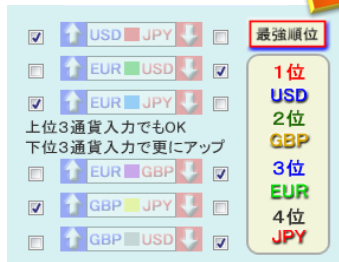 USD JPY
最強順位
EUR USD
1位
EUR JPY
USD
上位3通貨入力でもOK
2位
下位3通貨入力で更にアップ
GBP
EUR GBP
3位
EUR
GBP JPY
4位
GBP USD
JPY